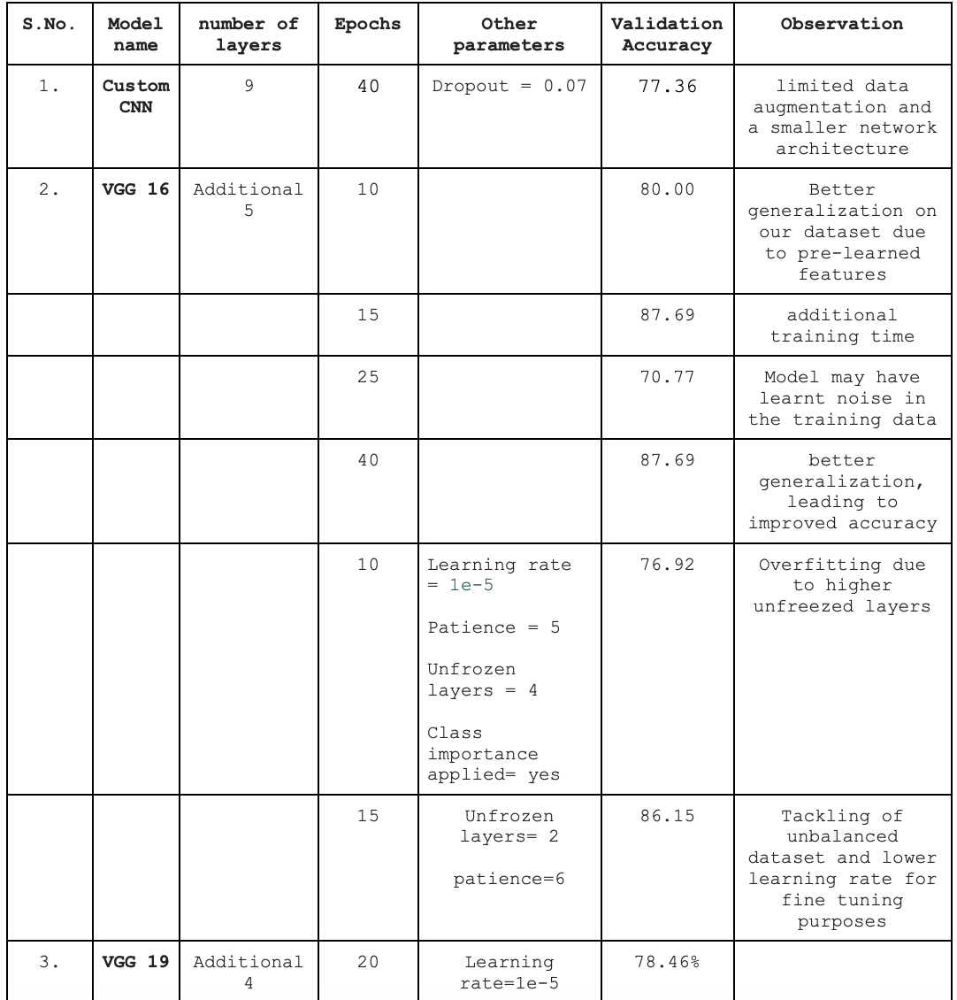 S.No. Model name number of layers Epochs Other parameters Validation Accuracy Observation
1. Custom CNN 9 40 Dropout = 0.07 77.36 limited data
augmentation and
a smaller network
architecture
2. VGG 16 Additional 5 10 80.00 Better
generalization on
our dataset due
to pre-learned
features
15 87.69 additional
training time
25 70.77 Model may have
learnt noise in
the training data
40 87.69 better
generalization,
leading to
improved accuracy
10 Learning rate
= 1e-5
Patience = 5
Unfrozen
layers = 4
Class
importance
applied= yes
76.92 Overfitting due
to higher
unfreezed layers
15 Unfrozen
layers= 2
patience=6
86.15 Tackling of
unbalanced
dataset and lower
learning rate for
fine tuning
purposes
3. VGG 19 Additional 4 20 Learning
rate=1e-5
78.46%